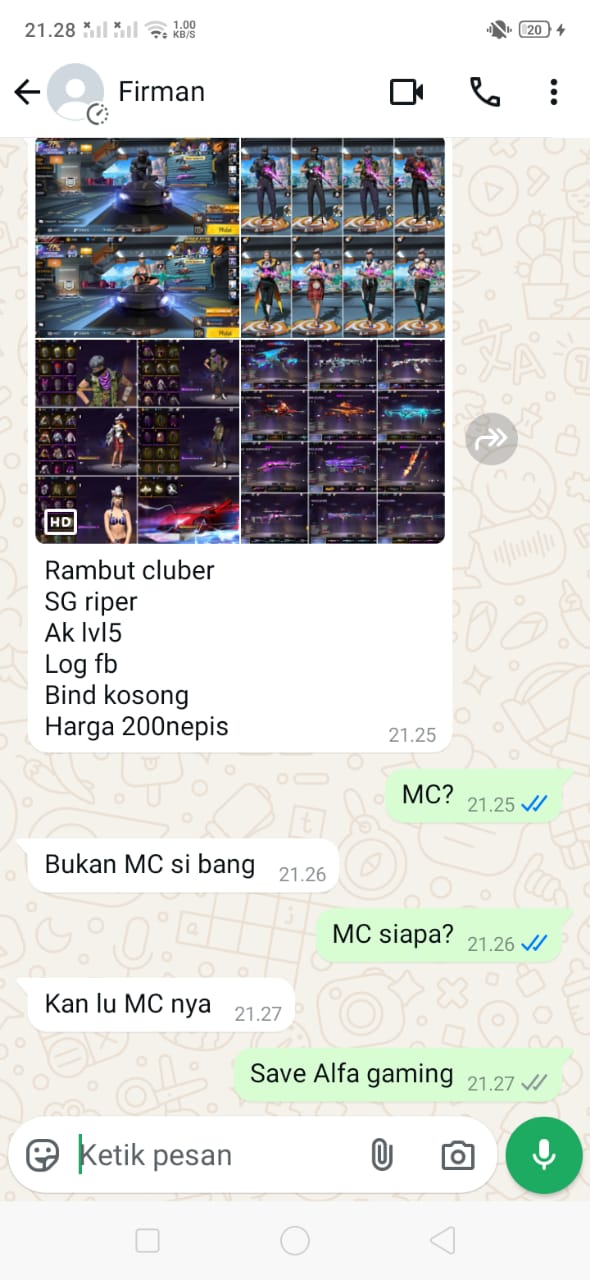 21.28
1.00
KB/S
20
Firman
HD
Rambut cluber
SG riper
Ak lvl5
Log fb
Bind kosong
Harga 200nepis
21.25
MC?
21.25
Bukan MC si bang
21.26
MC siapa?
21.26
Kan lu MC nya
21.27
Save Alfa gaming
21.27
Ketik pesan